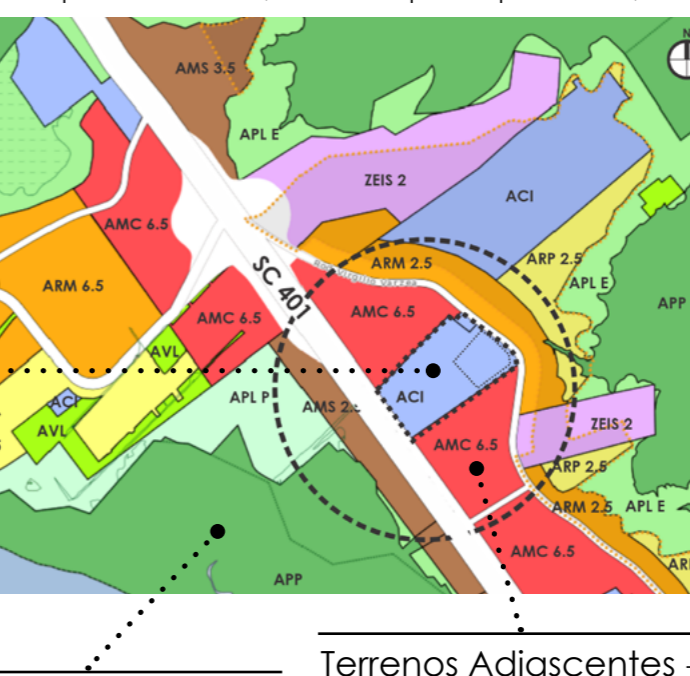 N
AMS 3.5
APL E
ZEIS 2
ACI
AMC 6.5
ARM 2.5
ARP 2.5
APL E
SC 401
ARM 6.5
AMC 6.5
AMC 6.5
APP
AVL
ACI
APL P
AMS 2.
ACI
ZEIS 2
AVL
AMC 6.5
ARP 2.5
ARM 2.5
APL E
AMC 6.5
APP
Terrenos Adjascentes -